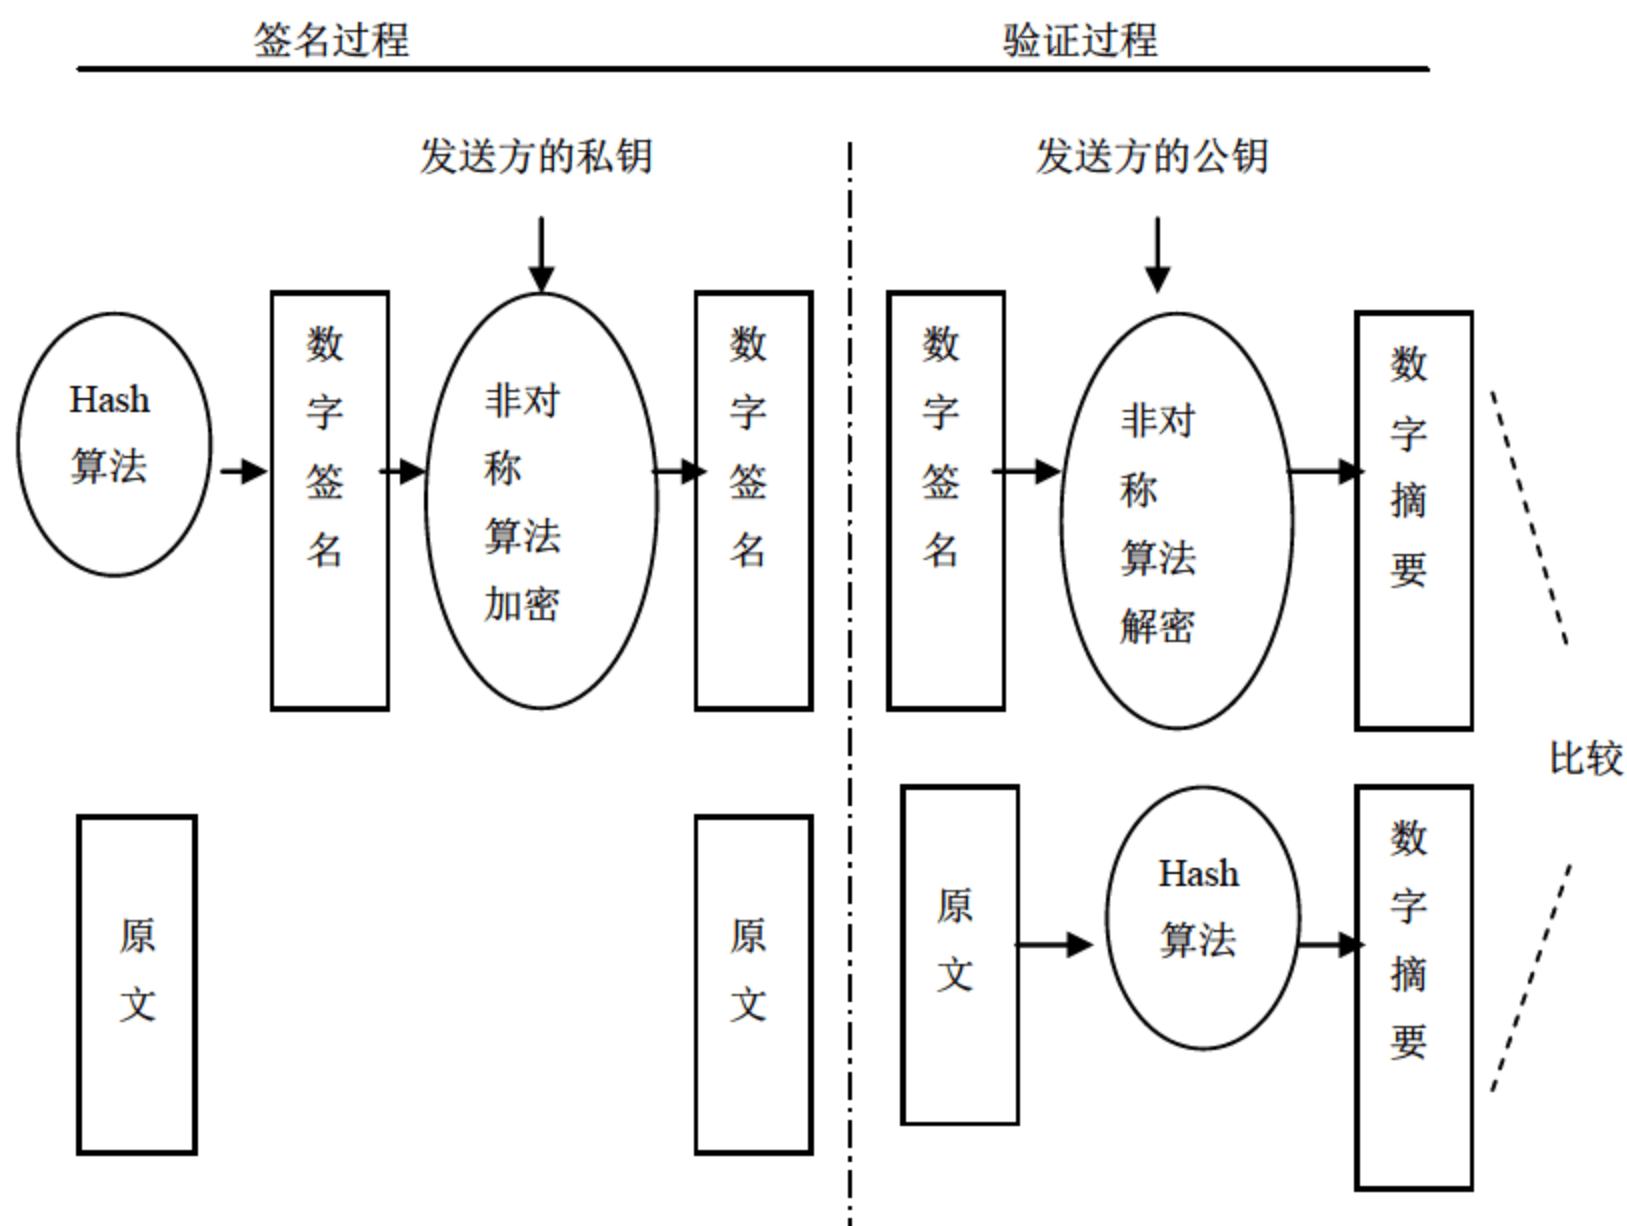 签名过程
验证过程
发送方的私钥
发送方的公钥
Hash
算法
数字签名
非对
称
算法
加密
数字签名
数字签名
非对
称
算法
解密
数字摘要
比较
原文
原文
原文
Hash
算法
数字摘要